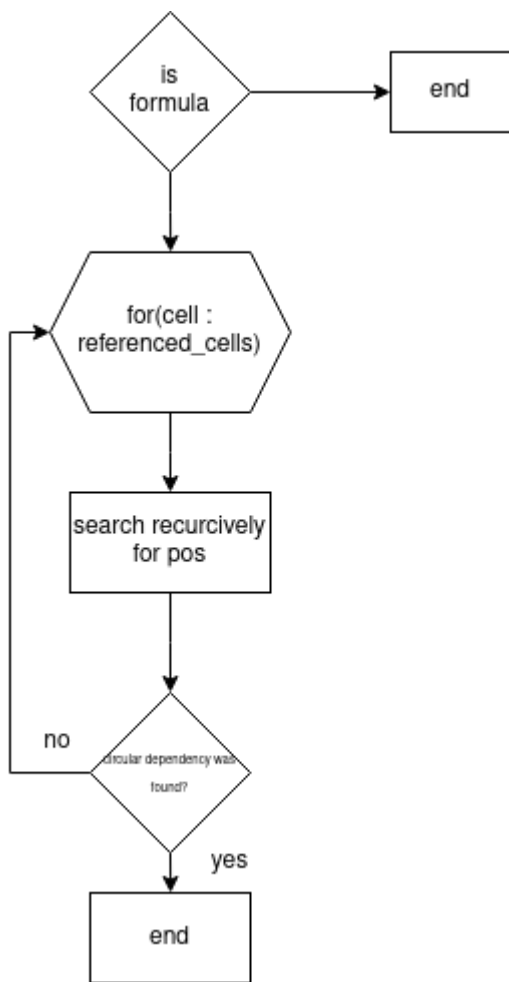 is
formula
end
for(cell :
referenced_cells)
search recurcively
for pos
circular dependency was
found?
no
yes
end